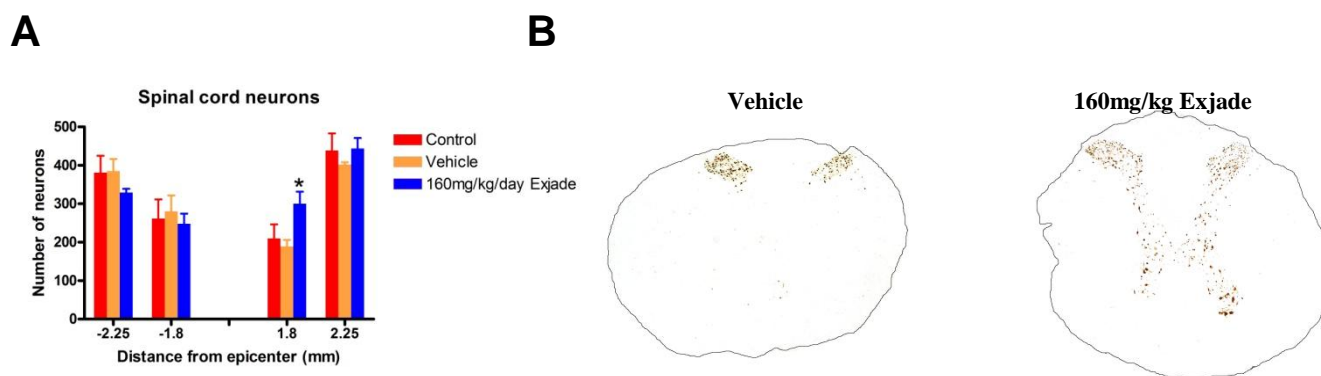 A
B
Spinal cord neurons
Number of neurons
500
400
300
200
100
0
*
-2.25
-1.8
1.8
2.25
Distance from epicenter (mm)
Control
Vehicle
160mg/kg/day Exjade
Vehicle
160mg/kg Exjade